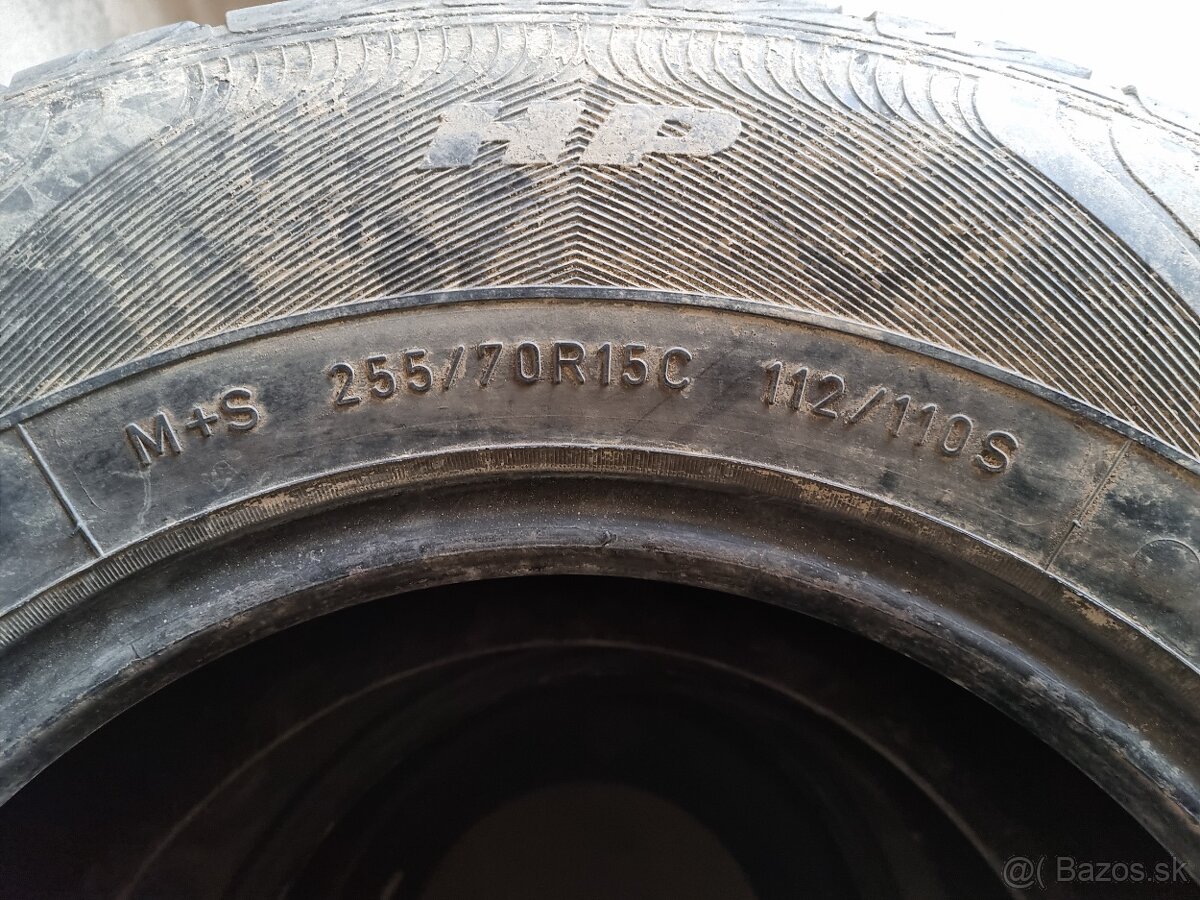 HP
M+S 255/70R15C 112/110S
@( Bazos.sk